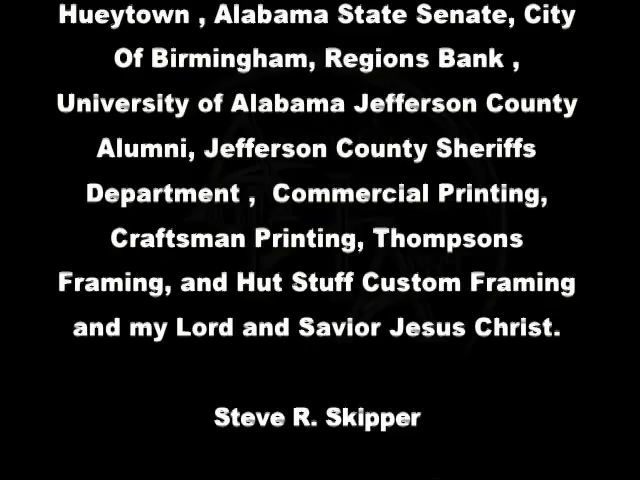 Hueytown , Alabama State Senate, City
Of Birmingham, Regions Bank ,
University of Alabama Jefferson County
Alumni, Jefferson County Sheriffs
Department ,  Commercial Printing,
Craftsman Printing, Thompsons
Framing, and Hut Stuff Custom Framing
and my Lord and Savior Jesus Christ.
Steve R. Skipper